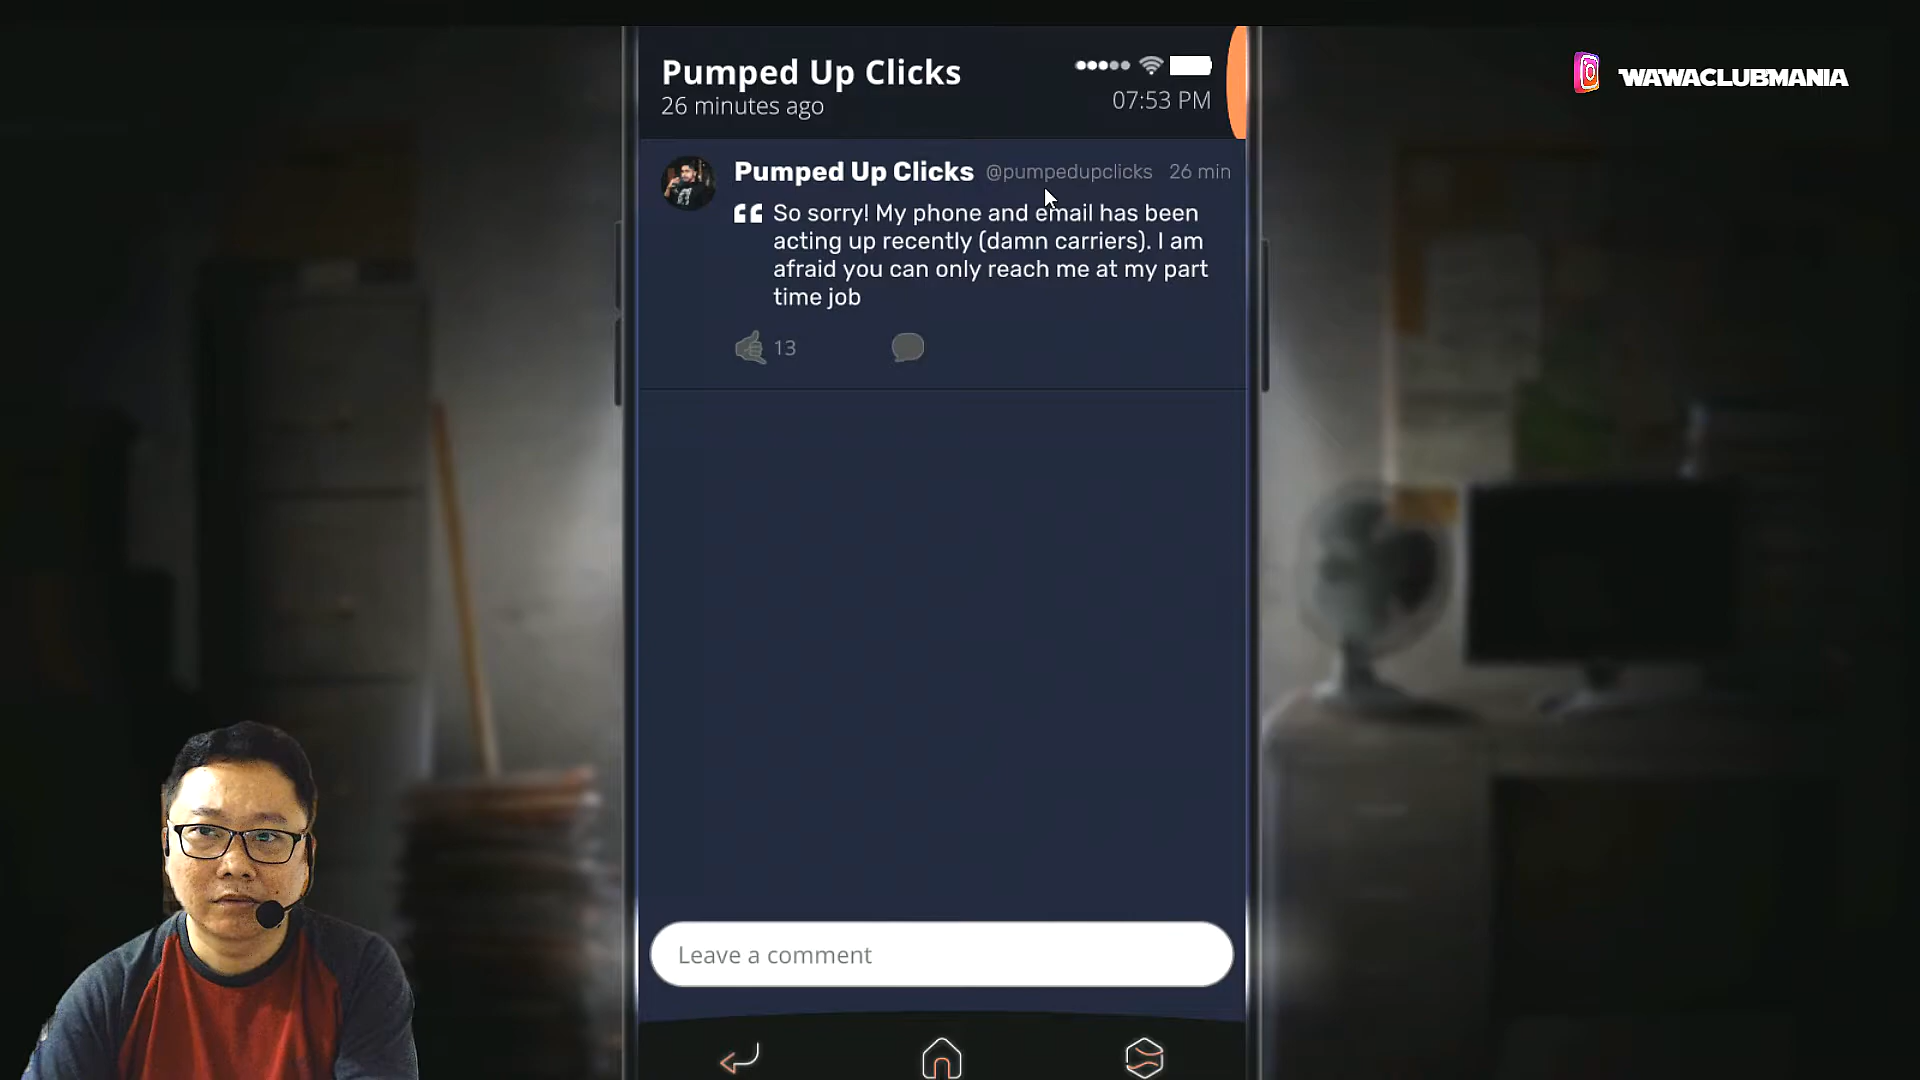 Pumped Up Clicks
26 minutes ago
07:53 PM
WAWACLUBMANIA
Pumped Up Clicks @pumpedupclicks 26 min
So sorry! My phone and email has been
acting up recently (damn carriers). I am
afraid you can only reach me at my part
time job
13
Leave a comment